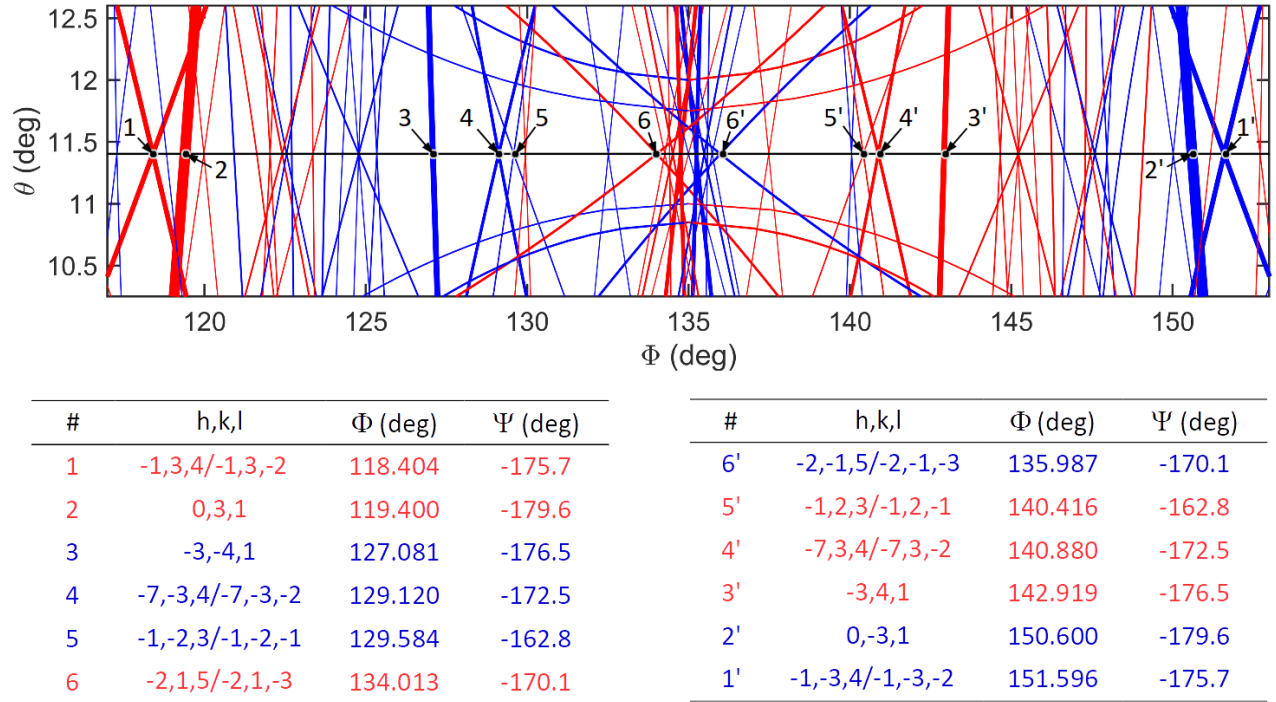 12.5
12
11.5
11
10.5
θ (deg)
1 2 3 4 5 6 6' 5' 4' 3' 2' 1'
120 125 130 135 140 145 150
Φ (deg)
# h,k,l Φ (deg) Ψ (deg)
1 -1,3,4/-1,3,-2 118.404 -175.7
2 0,3,1 119.400 -179.6
3 -3,-4,1 127.081 -176.5
4 -7,-3,4/-7,-3,-2 129.120 -172.5
5 -1,-2,3/-1,-2,-1 129.584 -162.8
6 -2,1,5/-2,1,-3 134.013 -170.1
# h,k,l Φ (deg) Ψ (deg)
6' -2,-1,5/-2,-1,-3 135.987 -170.1
5' -1,2,3/-1,2,-1 140.416 -162.8
4' -7,3,4/-7,3,-2 140.880 -172.5
3' -3,4,1 142.919 -176.5
2' 0,-3,1 150.600 -179.6
1' -1,-3,4/-1,-3,-2 151.596 -175.7